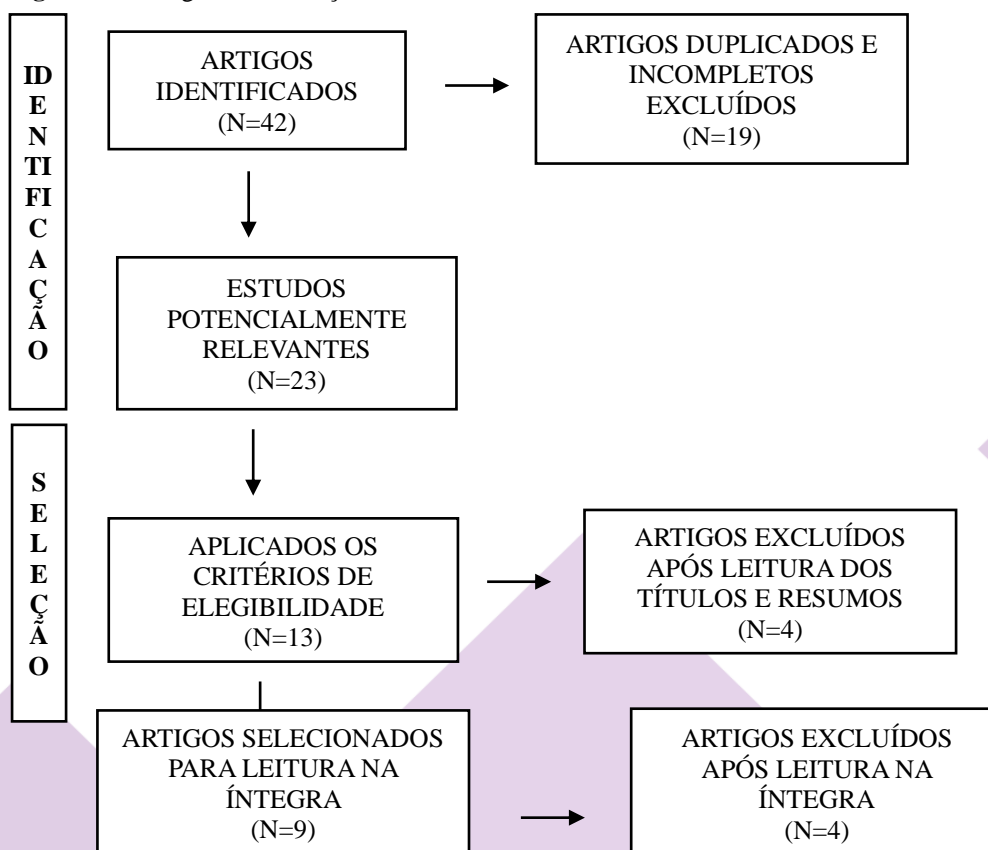 ID
E
N
TI
FI
C
A
Ç
Ã
O
ARTIGOS
IDENTIFICADOS
(N=42)
ARTIGOS DUPLICADOS E
INCOMPLETOS
EXCLUÍDOS
(N=19)
ESTUDOS
POTENCIALMENTE
RELEVANTES
(N=23)
S
E
L
E
Ç
Ã
O
APLICADOS OS
CRITÉRIOS DE
ELEGIBILIDADE
(N=13)
ARTIGOS EXCLUÍDOS
APÓS LEITURA DOS
TÍTULOS E RESUMOS
(N=4)
ARTIGOS SELECIONADOS
PARA LEITURA NA
ÍNTEGRA
(N=9)
ARTIGOS EXCLUÍDOS
APÓS LEITURA NA
ÍNTEGRA
(N=4)